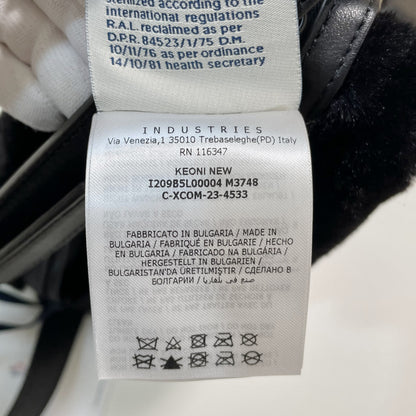 sterilized as per
international regulations
R.A.L. reclaimed as per
D.P.R. 84523/1/75 D.M.
10/11/76 as per ordinance
14/10/81 health secretary
INDUSTRIES
Via Venezia,1 35010 Trebaseleghe(PD) Italy
RN 116347
KEONI NEW
I209B5L00004 M3748
C-XCOM-23-4533
FABBRICATO IN BULGARIA / MADE IN
BULGARIA / FABRIQUÉ EN BULGARIE / HECHO
EN BULGARIA / FABRICADO NA BULGÁRIA /
HERGESTELLT IN BULGARIEN /
BULGARISTAN'DA ÜRETILMIŞTIR / СДЕЛАНО В
БОЛГАРИИ / صنع في بلغاريا